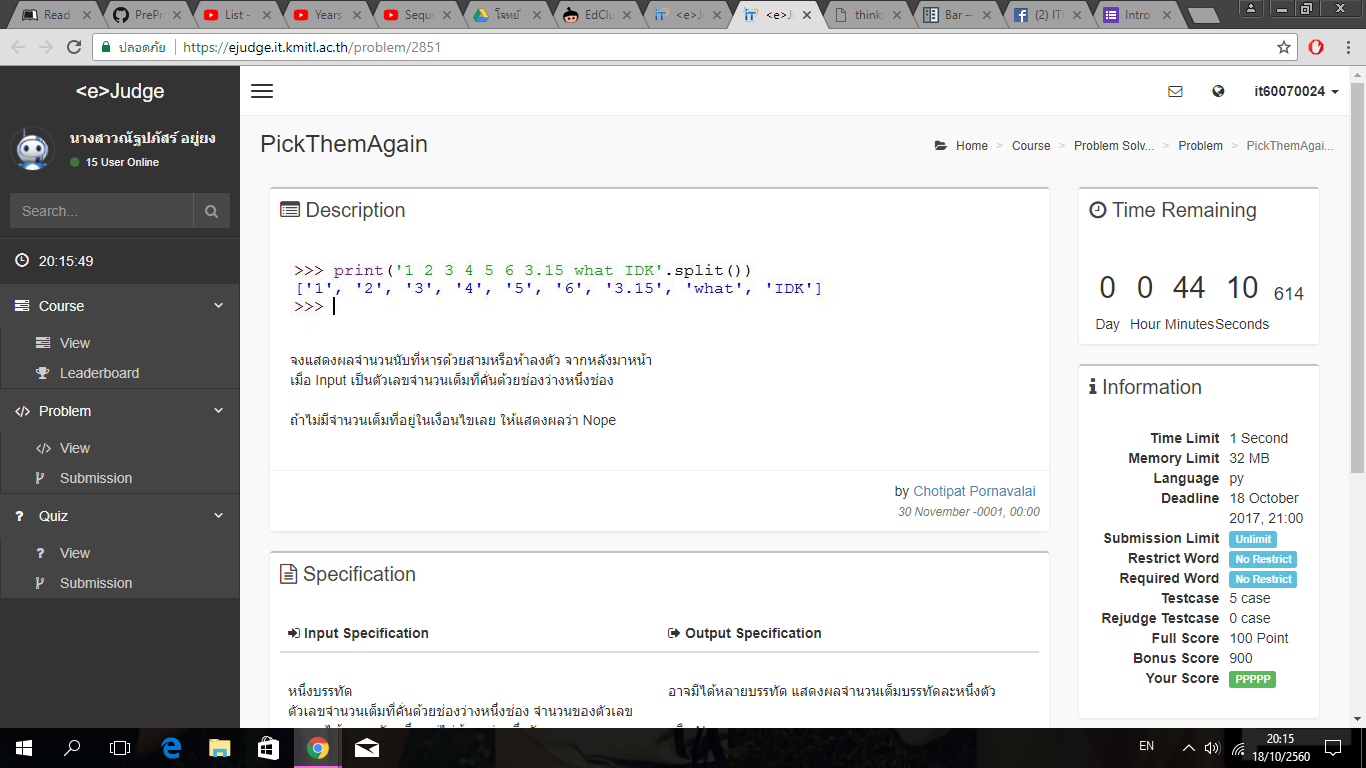 Read
PrePr
List -
Years
Sequ
โจทย์
EdClu
<e>Ju
<e>Ju
think
Bar –
(2) ITI
Intro
ปลอดภัย https://ejudge.it.kmitl.ac.th/problem/2851
<e>Judge
it60070024
นางสาวณัฐปภัสร์ อยู่ยง
15 User Online
Search...
20:15:49
Course
View
Leaderboard
Problem
View
Submission
Quiz
View
Submission
PickThemAgain
Home > Course > Problem Solv... > Problem > PickThemAgai...
Description
>>> print('1 2 3 4 5 6 3.15 what IDK'.split())
['1', '2', '3', '4', '5', '6', '3.15', 'what', 'IDK']
>>>
จงแสดงผลจำนวนนับที่หารด้วยสามหรือห้าลงตัว จากหลังมาหน้า
เมื่อ Input เป็นตัวเลขจำนวนเต็มที่คั่นด้วยช่องว่างหนึ่งช่อง
ถ้าไม่มีจำนวนเต็มที่อยู่ในเงื่อนไขเลย ให้แสดงผลว่า Nope
by Chotipat Pornavalai
30 November -0001, 00:00
Specification
Input Specification
หนึ่งบรรทัด
ตัวเลขจำนวนเต็มที่คั่นด้วยช่องว่างหนึ่งช่อง จำนวนของตัวเลข
Output Specification
อาจมีได้หลายบรรทัด แสดงผลจำนวนเต็มบรรทัดละหนึ่งตัว
Time Remaining
0 0 44 10 614
Day Hour Minutes Seconds
Information
Time Limit 1 Second
Memory Limit 32 MB
Language py
Deadline 18 October
2017, 21:00
Submission Limit Unlimit
Restrict Word No Restrict
Required Word No Restrict
Testcase 5 case
Rejudge Testcase 0 case
Full Score 100 Point
Bonus Score 900
Your Score PPPPP
EN
20:15
18/10/2560